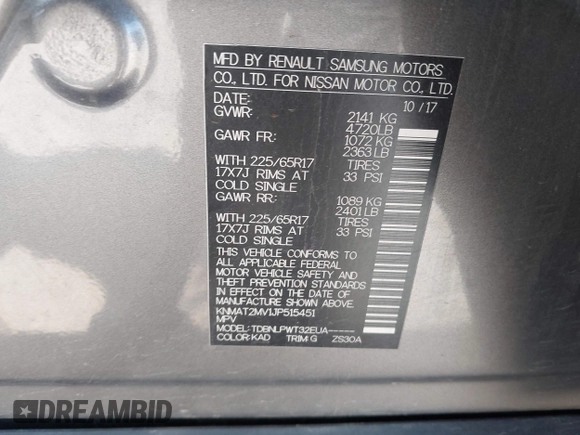 MFD BY RENAULT SAMSUNG MOTORS
CO., LTD. FOR NISSAN MOTOR CO., LTD.
DATE: 10 / 17
GVWR: 2141 KG
4720LB
GAWR FR: 1072 KG
2363LB
WITH 225/65R17 TIRES
17X7J RIMS AT 33 PSI
COLD SINGLE
GAWR RR: 1089 KG
2401LB
WITH 225/65R17 TIRES
17X7J RIMS AT 33 PSI
COLD SINGLE
THIS VEHICLE CONFORMS TO
ALL APPLICABLE FEDERAL
MOTOR VEHICLE SAFETY AND
THEFT PREVENTION STANDARDS
IN EFFECT ON THE DATE OF
MANUFACTURE SHOWN ABOVE.
KNMAT2MV1JP515451
MPV
MODEL: TDBNLPWT32EUA-----
COLOR: KAD TRIM: G ZS30A
DREAMBID